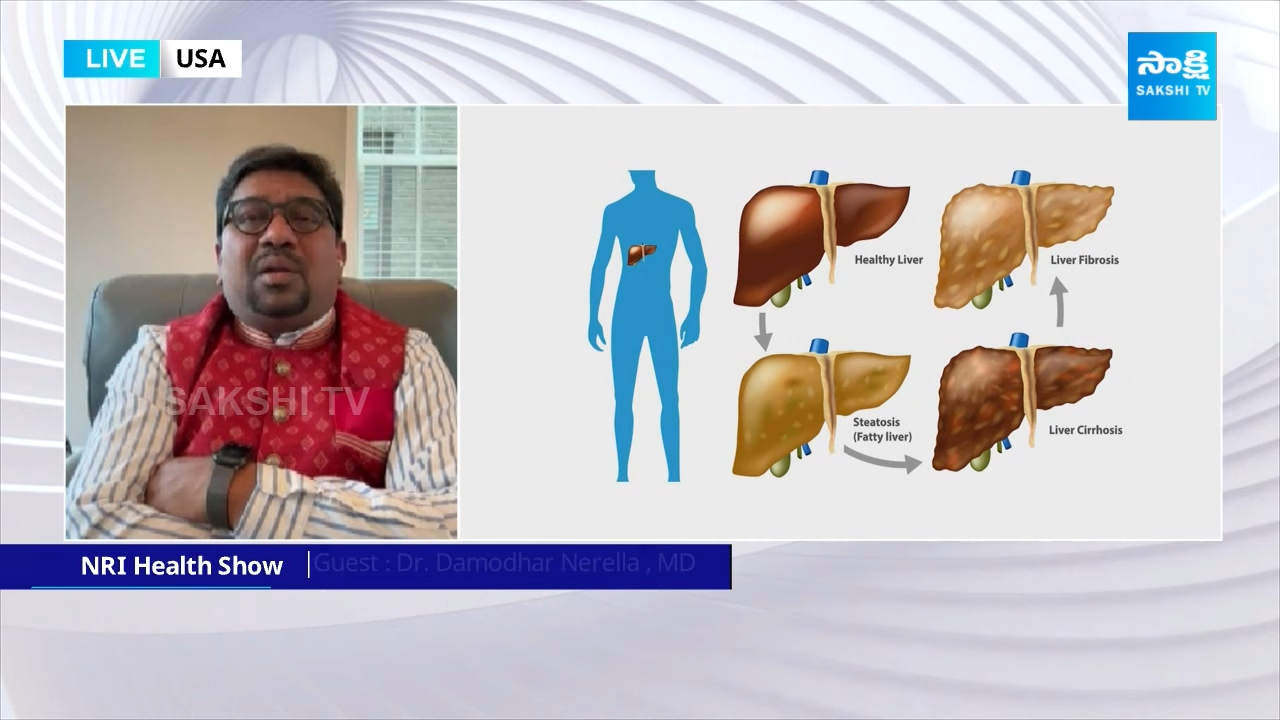 LIVE USA
సాక్షి
SAKSHI TV
Healthy Liver
Liver Fibrosis
Steatosis
(Fatty liver)
Liver Cirrhosis
SAKSHI TV
NRI Health Show
Guest : Dr. Damodhar Nerella , MD